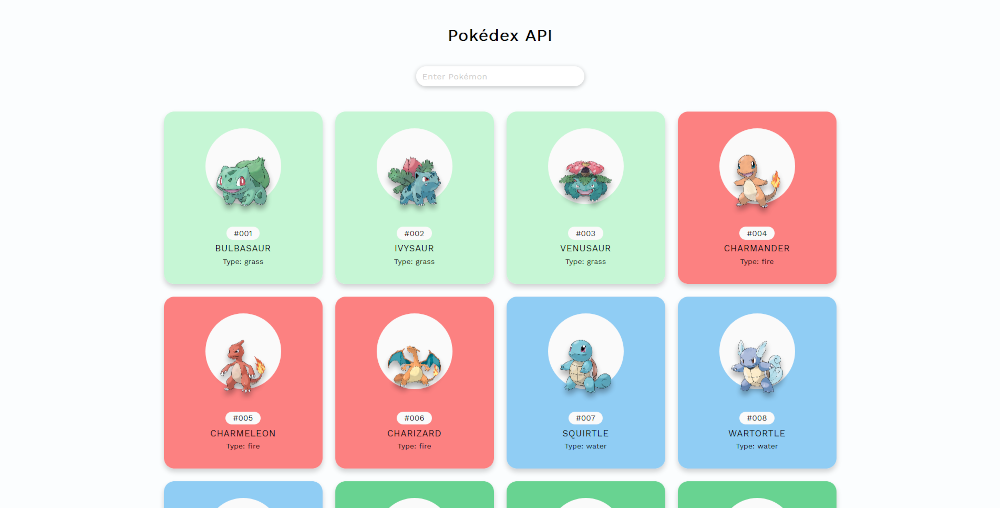 Pokédex API
Enter Pokémon
#001
BULBASAUR
Type: grass
#002
IVYSAUR
Type: grass
#003
VENUSAUR
Type: grass
#004
CHARMANDER
Type: fire
#005
CHARMELEON
Type: fire
#006
CHARIZARD
Type: fire
#007
SQUIRTLE
Type: water
#008
WARTORTLE
Type: water